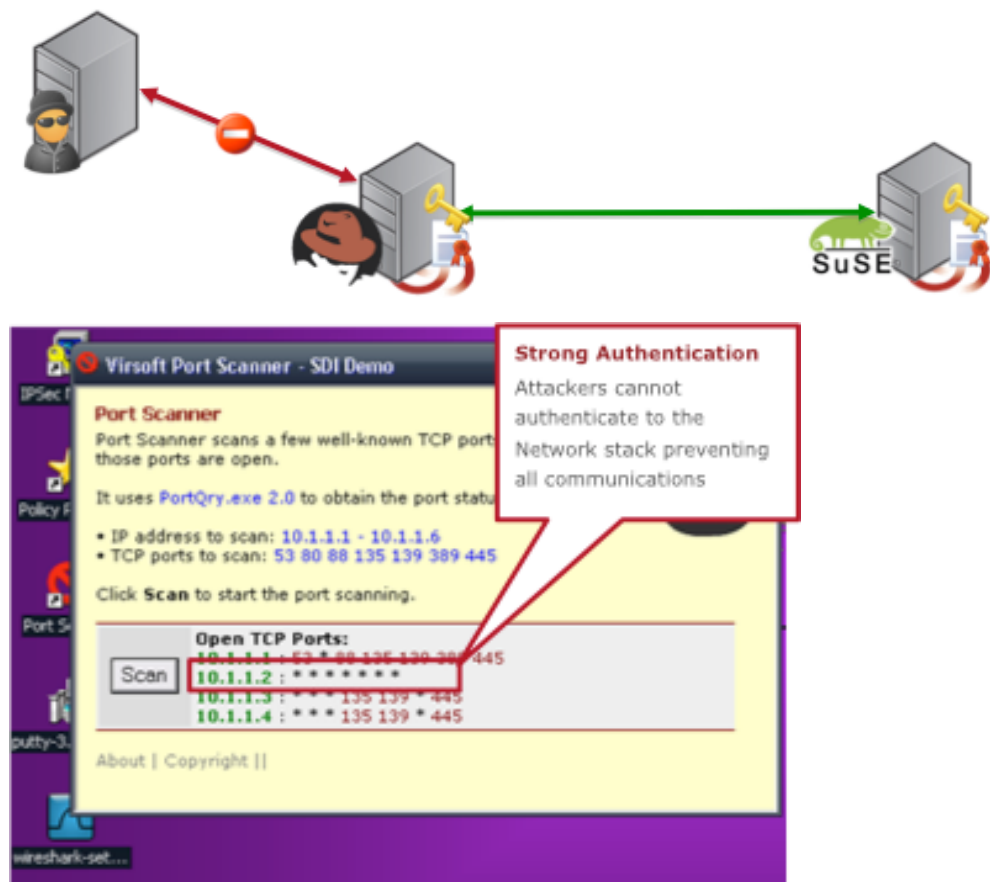 SuSE
Strong Authentication
Attackers cannot
authenticate to the
Network stack preventing
all communications
Virsoft Port Scanner - SDI Demo
Port Scanner
Port Scanner scans a few well-known TCP ports
those ports are open.
It uses PortQry.exe 2.0 to obtain the port statu
• IP address to scan: 10.1.1.1 - 10.1.1.6
• TCP ports to scan: 53 80 88 135 139 389 445
Click Scan to start the port scanning.
Scan
Open TCP Ports:
10.1.1.1 : 53 * 88 135 139 389 445
10.1.1.2 : * * * * * * *
10.1.1.3 : * * * 135 139 * 445
10.1.1.4 : * * * 135 139 * 445
About | Copyright ||
IPSec
Policy
Port
putty-3.
wireshark-set...